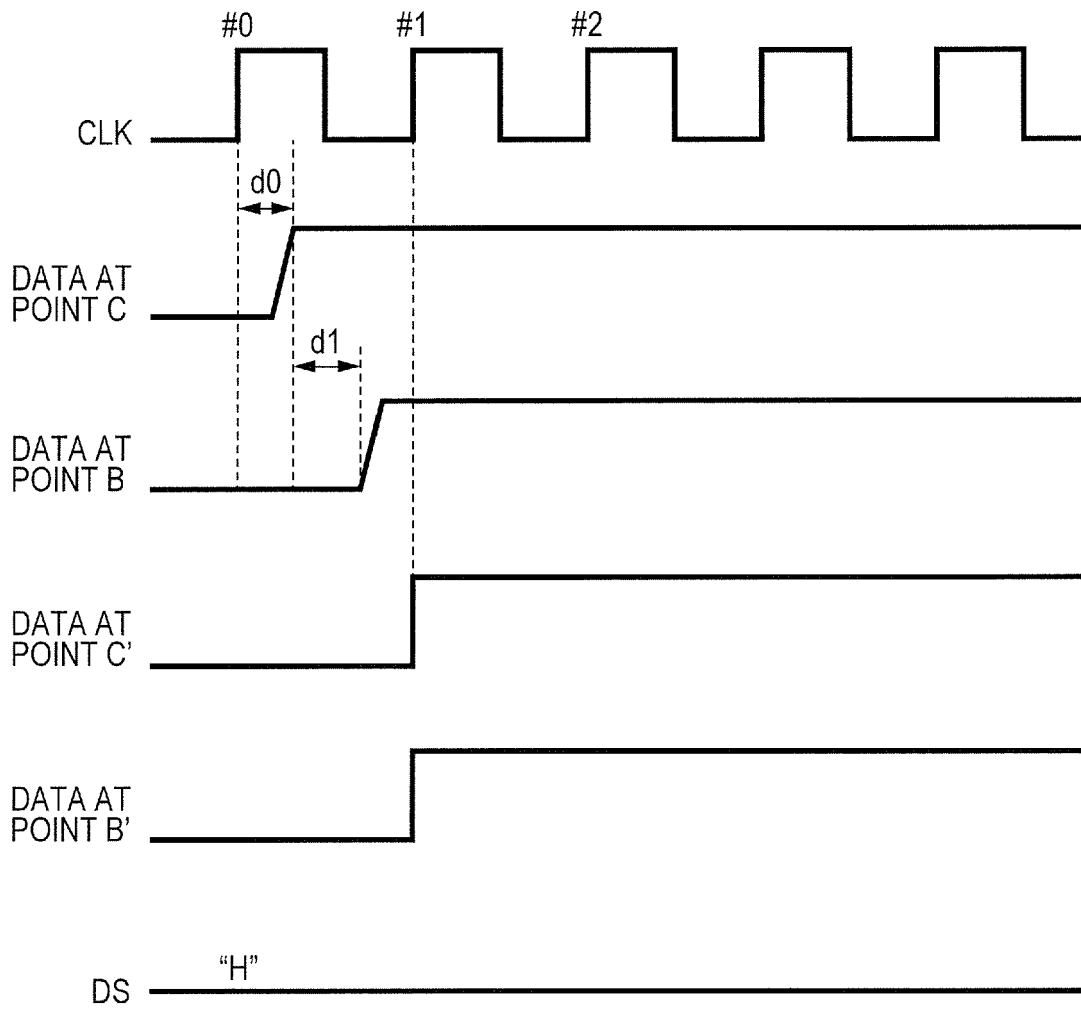 #0 #1 #2
CLK
d0
DATA AT
POINT C
d1
DATA AT
POINT B
DATA AT
POINT C’
DATA AT
POINT B’
“H”
DS